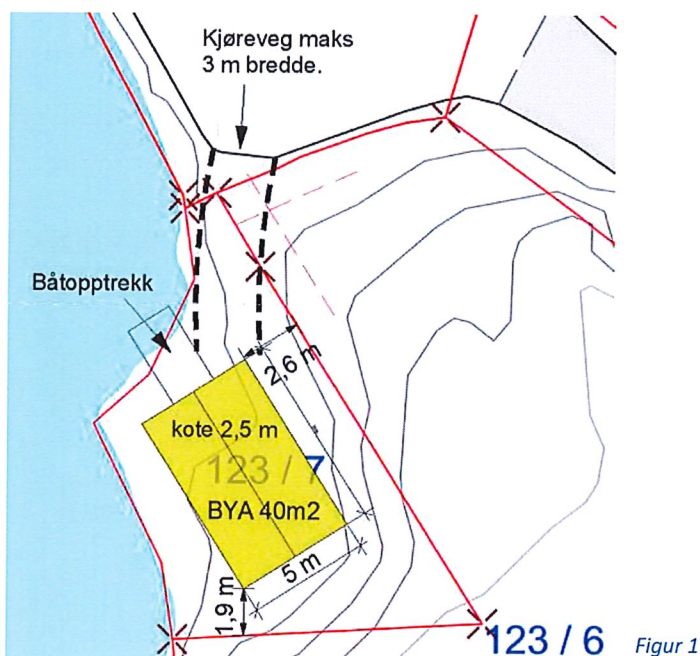 Kjøreveg maks
3 m bredde.
Båtopptrekk
2,6 m
kote 2,5 m
123 / 7
BYA 40m2
5 m
1,9 m
123 / 6
Figur 1